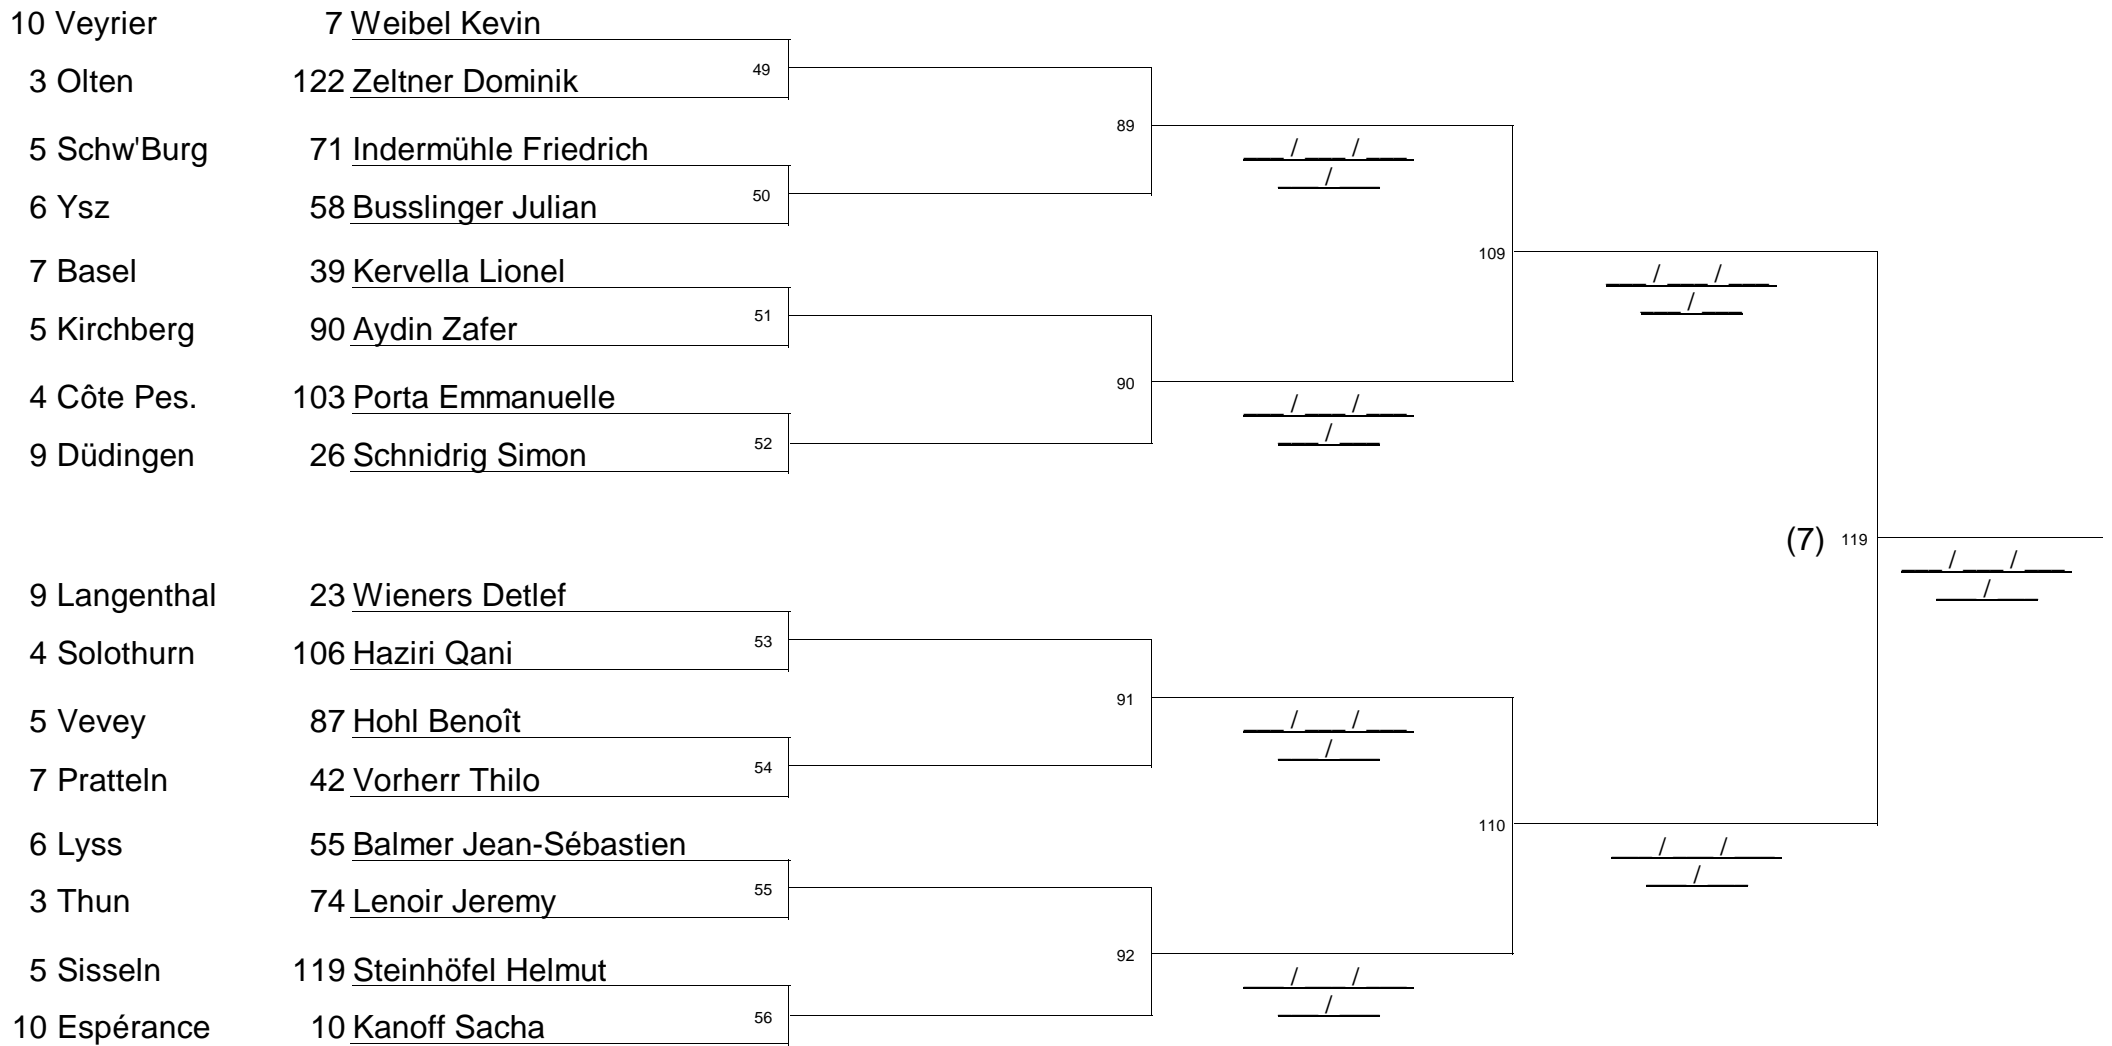 10 Veyrier 7 Weibel Kevin
49
3 Olten 122 Zeltner Dominik
89
5 Schw'Burg 71 Indermühle Friedrich
___ / ___ / ___
___ / ___
50
6 Ysz 58 Busslinger Julian
109
7 Basel 39 Kervella Lionel
___ / ___ / ___
___ / ___
51
5 Kirchberg 90 Aydin Zafer
90
4 Côte Pes. 103 Porta Emmanuelle
___ / ___ / ___
___ / ___
52
9 Düdingen 26 Schnidrig Simon
(7) 119
___ / ___ / ___
___ / ___
9 Langenthal 23 Wieners Detlef
53
4 Solothurn 106 Haziri Qani
91
5 Vevey 87 Hohl Benoît
___ / ___ / ___
___ / ___
54
7 Pratteln 42 Vorherr Thilo
110
6 Lyss 55 Balmer Jean-Sébastien
___ / ___ / ___
___ / ___
55
3 Thun 74 Lenoir Jeremy
92
5 Sisseln 119 Steinhöfel Helmut
___ / ___ / ___
___ / ___
56
10 Espérance 10 Kanoff Sacha